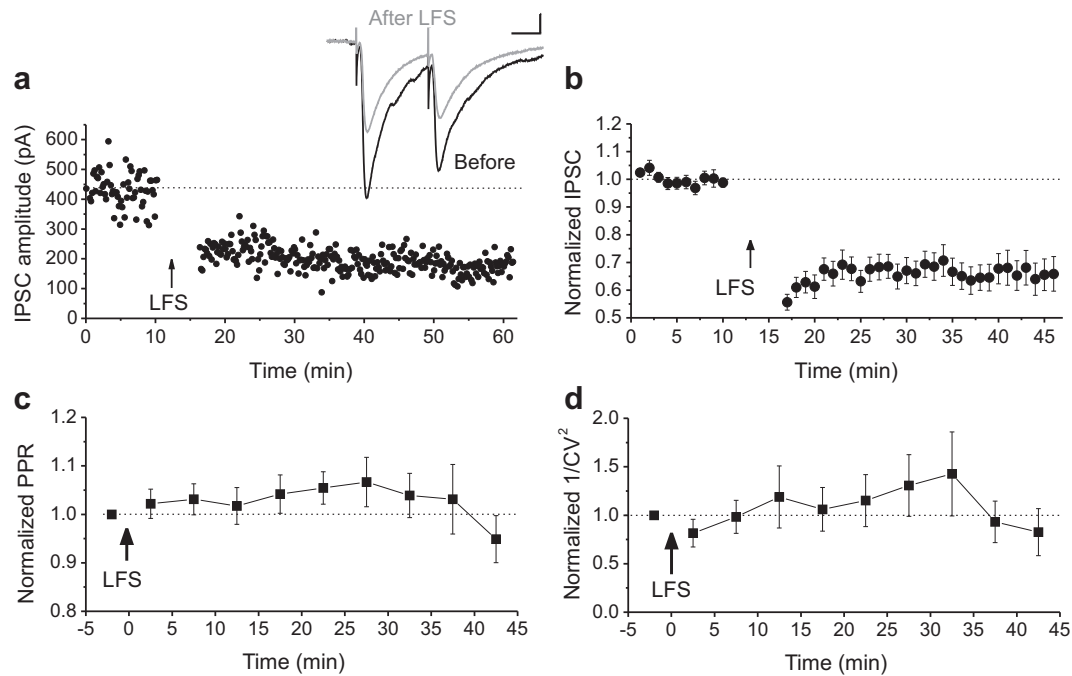 a
After LFS
Before
IPSC amplitude (pA)
600
500
400
300
200
100
0
LFS
0 10 20 30 40 50 60
Time (min)
b
Normalized IPSC
1.2
1.1
1.0
0.9
0.8
0.7
0.6
0.5
LFS
0 5 10 15 20 25 30 35 40 45
Time (min)
c
Normalized PPR
1.2
1.1
1.0
0.9
0.8
LFS
-5 0 5 10 15 20 25 30 35 40 45
Time (min)
d
Normalized 1/CV²
2.0
1.5
1.0
0.5
0.0
LFS
-5 0 5 10 15 20 25 30 35 40 45
Time (min)